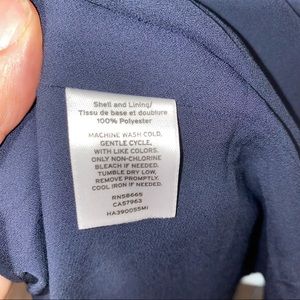 Shell and Lining/
Tissu de base et doublure
100% Polyester
MACHINE WASH COLD,
GENTLE CYCLE,
WITH LIKE COLORS.
ONLY NON-CHLORINE
BLEACH IF NEEDED.
TUMBLE DRY LOW,
REMOVE PROMPTLY.
COOL IRON IF NEEDED.
RN58665
CA57963
HA390055MI